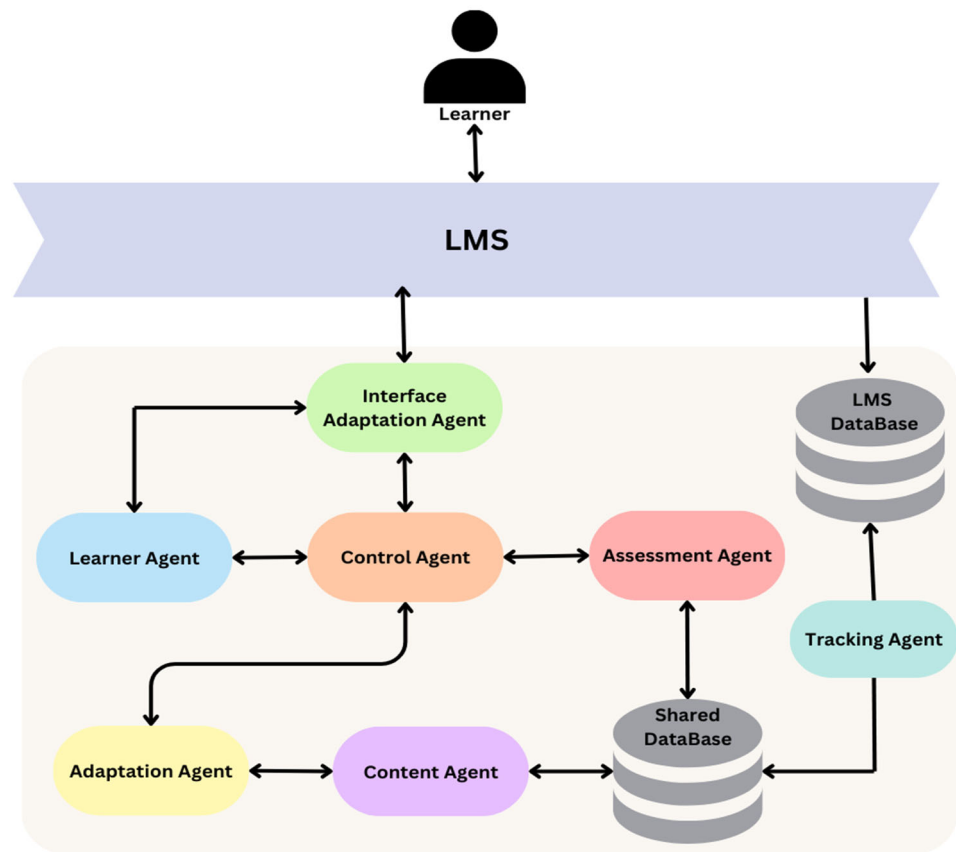 Learner
LMS
Interface
Adaptation Agent
LMS
DataBase
Learner Agent
Control Agent
Assessment Agent
Tracking Agent
Shared
DataBase
Adaptation Agent
Content Agent